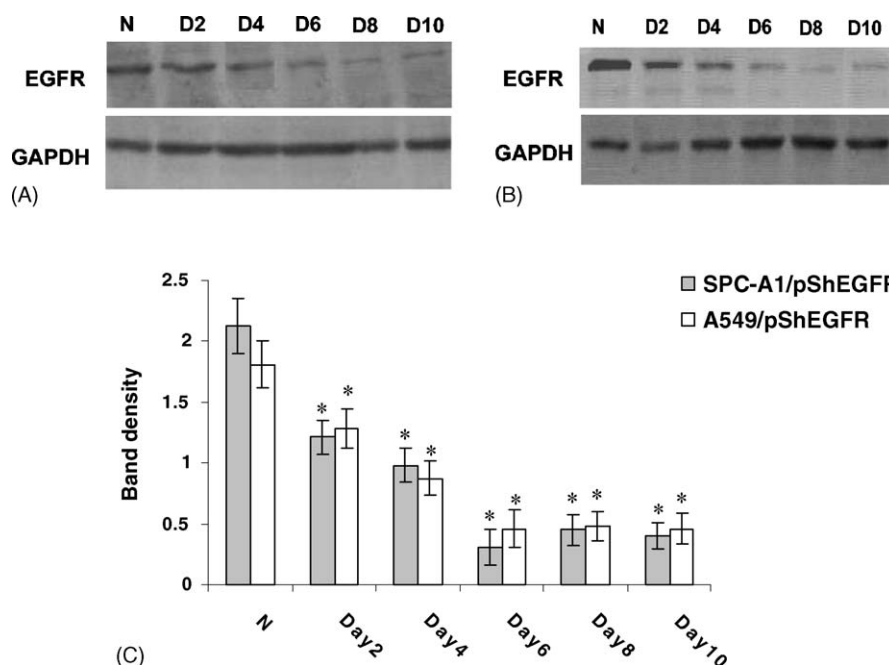 N D2 D4 D6 D8 D10
EGFR
GAPDH
(A)
N D2 D4 D6 D8 D10
EGFR
GAPDH
(B)
SPC-A1/pShEGFR
A549/pShEGFR
Band density
2.5
2
1.5
1
0.5
0
* * * * * * * * * *
N Day2 Day4 Day6 Day8 Day10
(C)